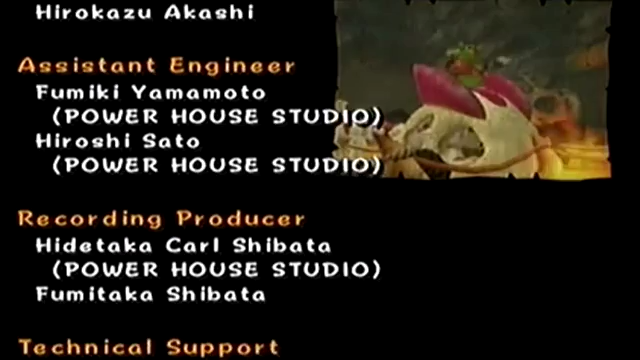 Hirokazu Akashi
Assistant Engineer
Fumiki Yamamoto
(POWER HOUSE STUDIO)
Hiroshi Sato
(POWER HOUSE STUDIO)
Recording Producer
Hidetaka Carl Shibata
(POWER HOUSE STUDIO)
Fumitaka Shibata
Technical Support